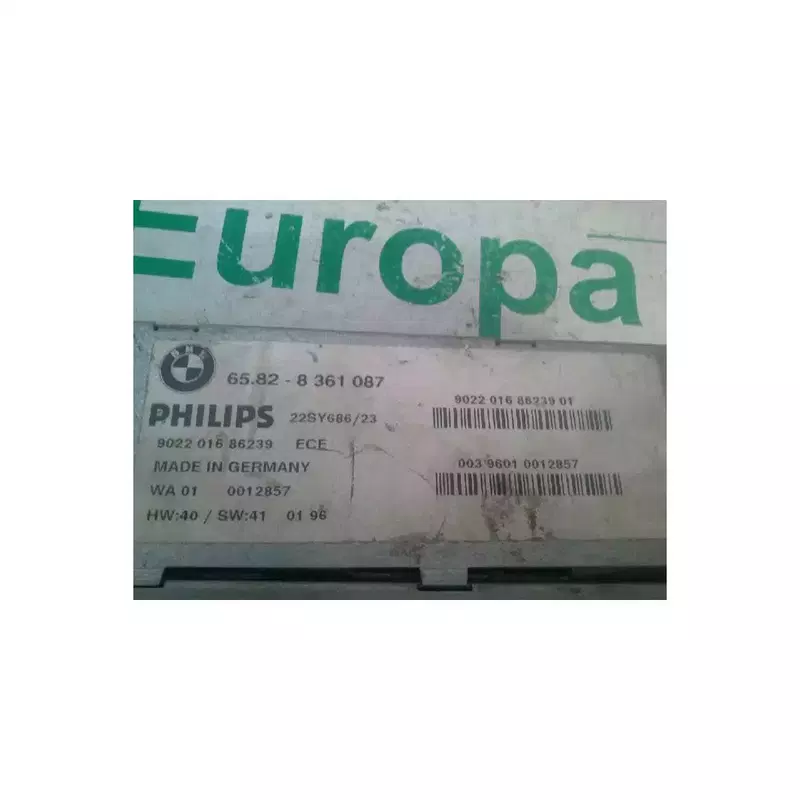 Europa
BMW
65.82 - 8 361 087
PHILIPS 22SY686/23
9022 016 86239 ECE
MADE IN GERMANY
WA 01 0012857
HW:40 / SW:41 01 96
9022 016 86239 01
003 9601 0012857